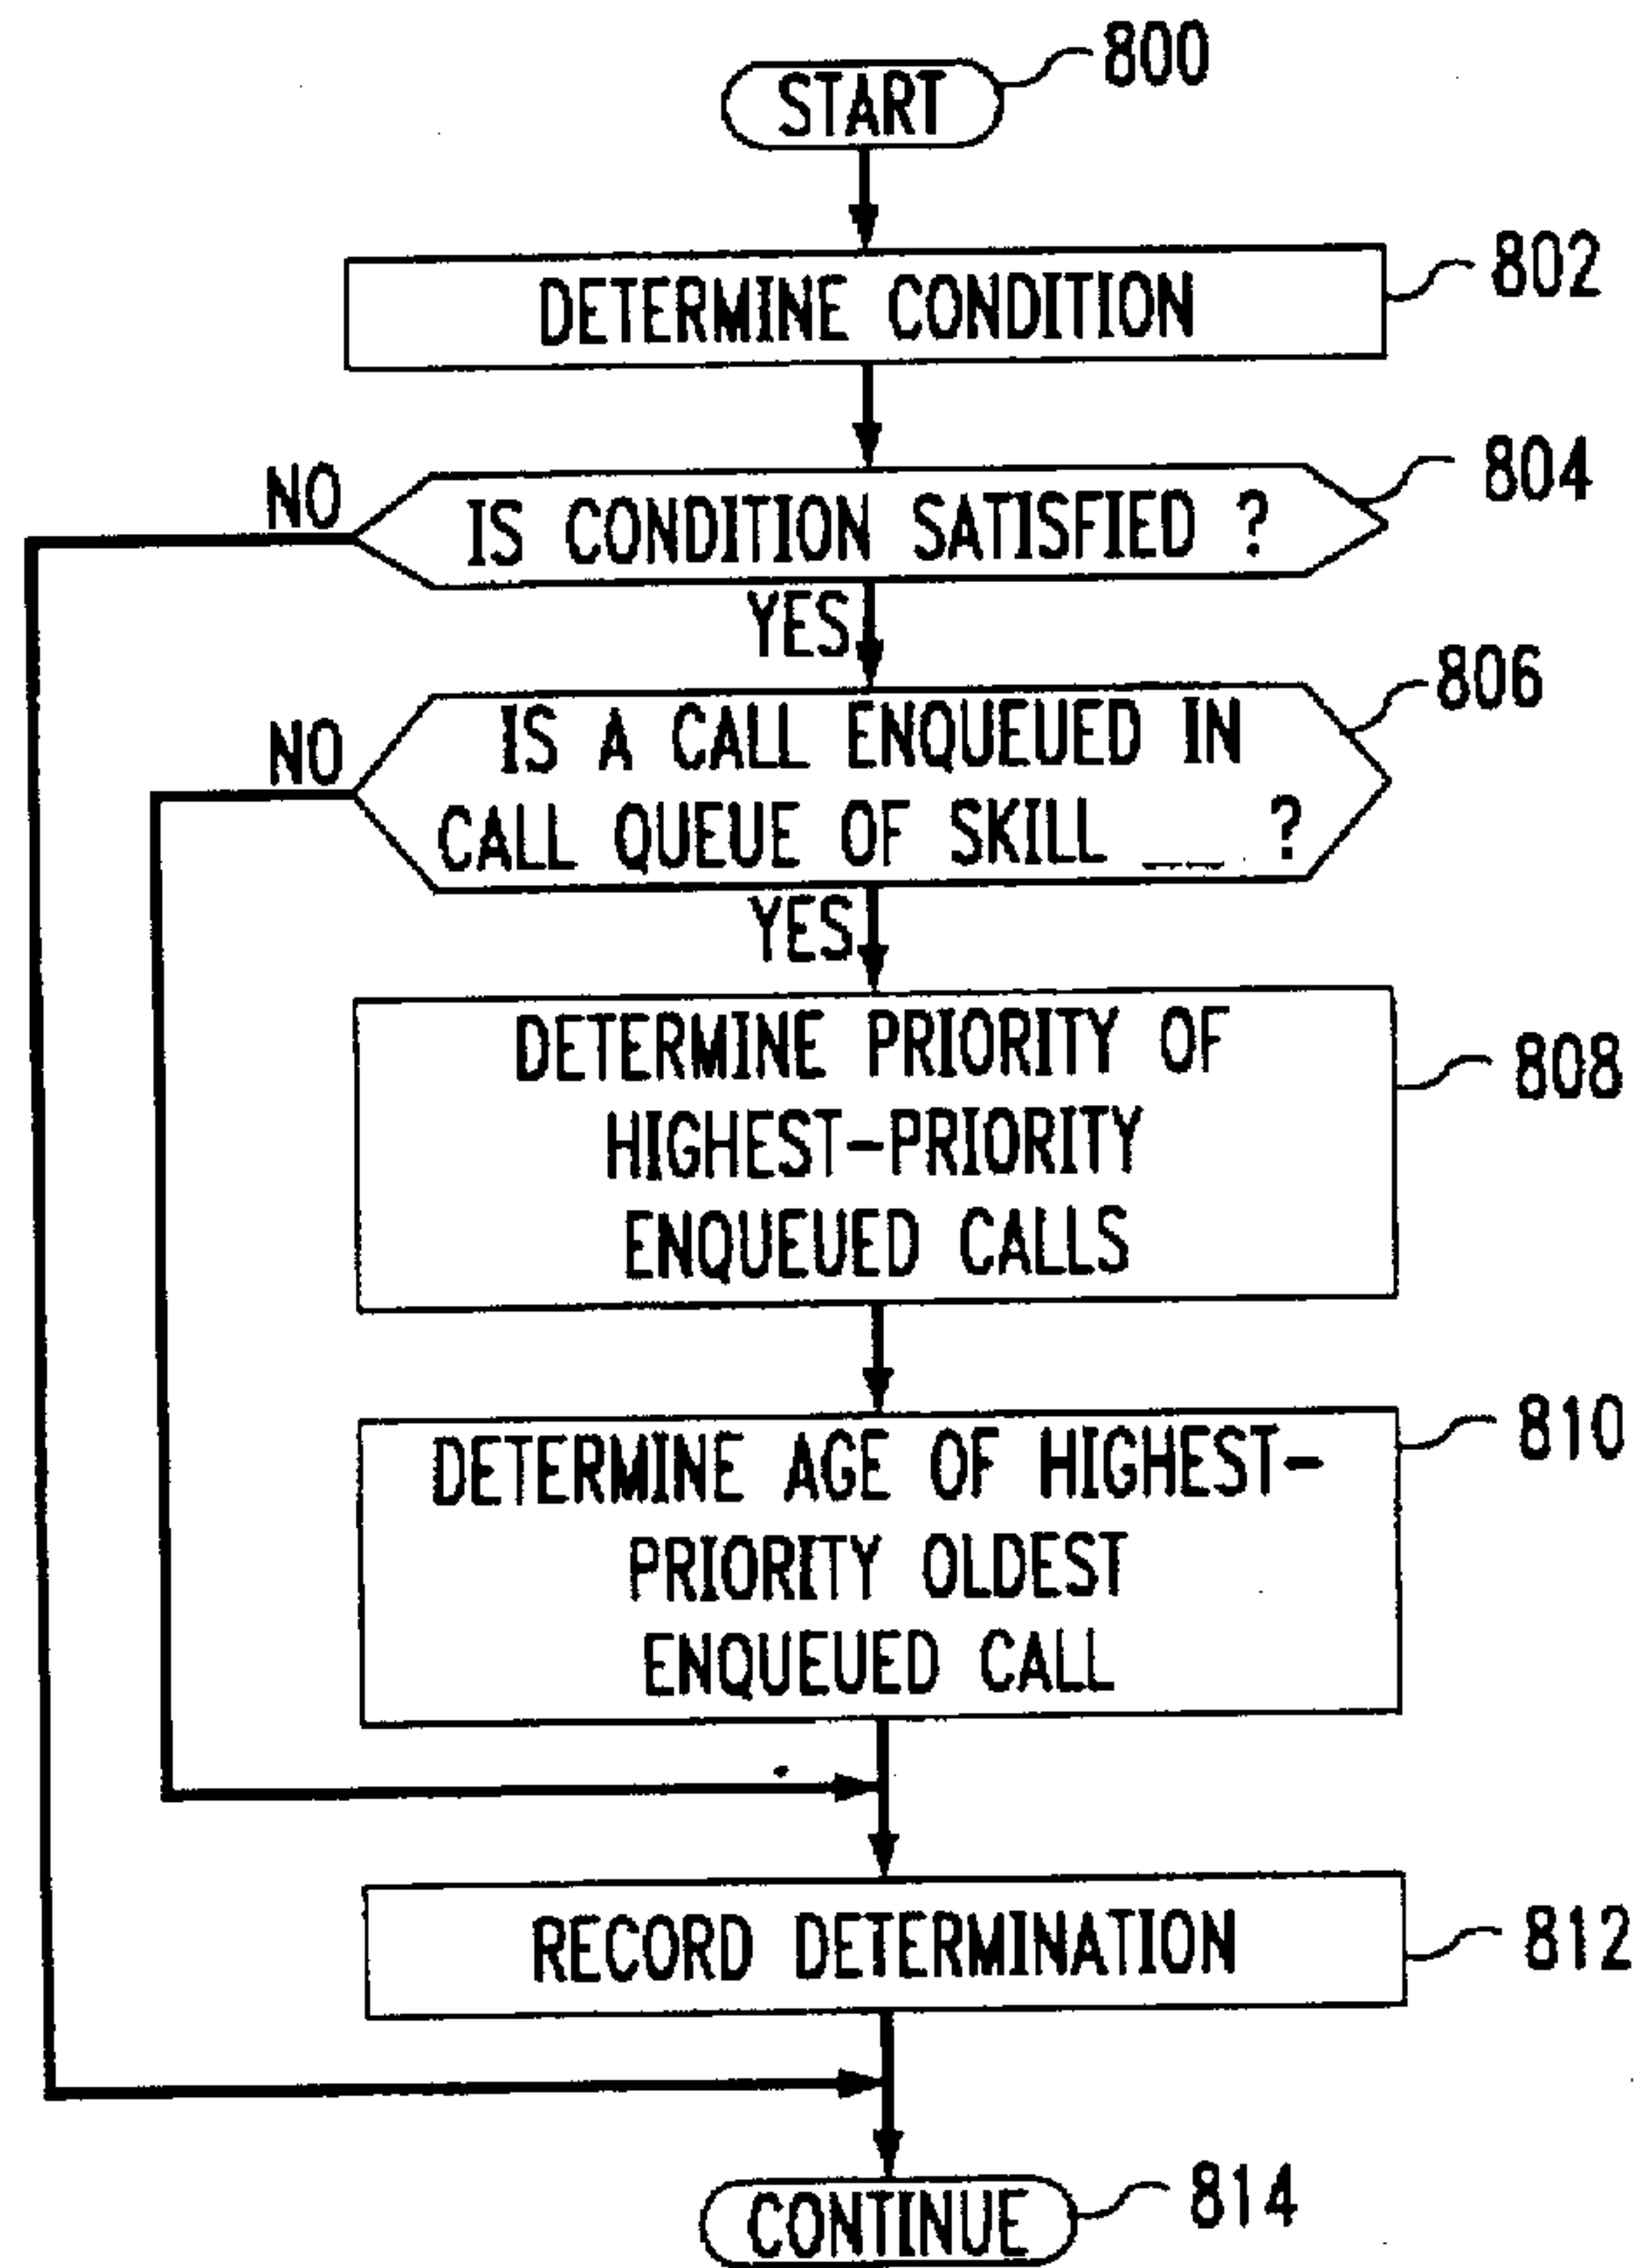 START
800
DETERMINE CONDITION
802
NO
IS CONDITION SATISFIED ?
804
YES
NO
IS A CALL ENQUEUED IN
CALL QUEUE OF SKILL ___ ?
806
YES
DETERMINE PRIORITY OF
HIGHEST-PRIORITY
ENQUEUED CALLS
808
DETERMINE AGE OF HIGHEST-
PRIORITY OLDEST
ENQUEUED CALL
810
RECORD DETERMINATION
812
CONTINUE
814